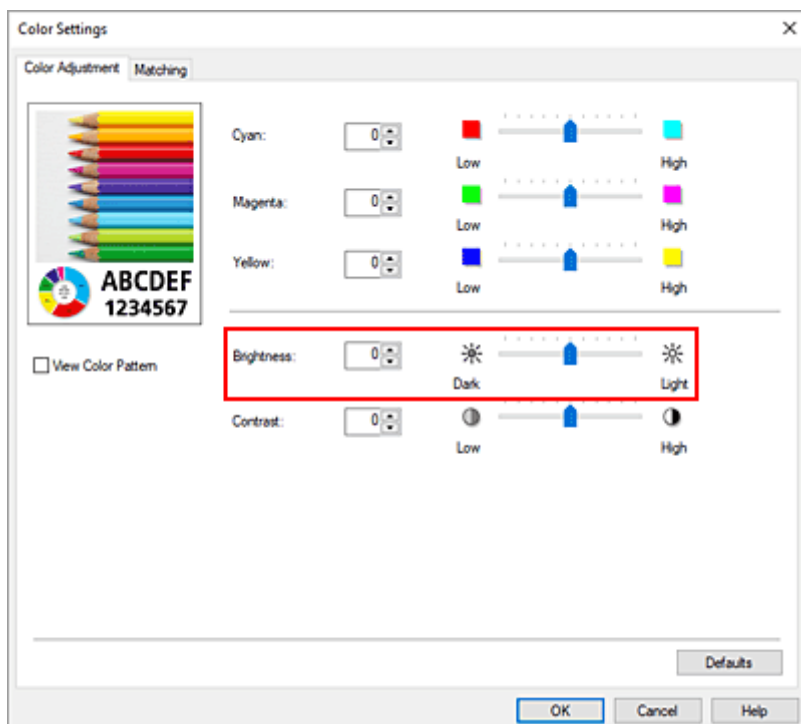 Color Settings
Color Adjustment Matching
Cyan: 0
Low High
Magenta: 0
Low High
Yellow: 0
Low High
ABCDEF
1234567
View Color Pattern
Brightness: 0
Dark Light
Contrast: 0
Low High
Defaults
OK Cancel Help